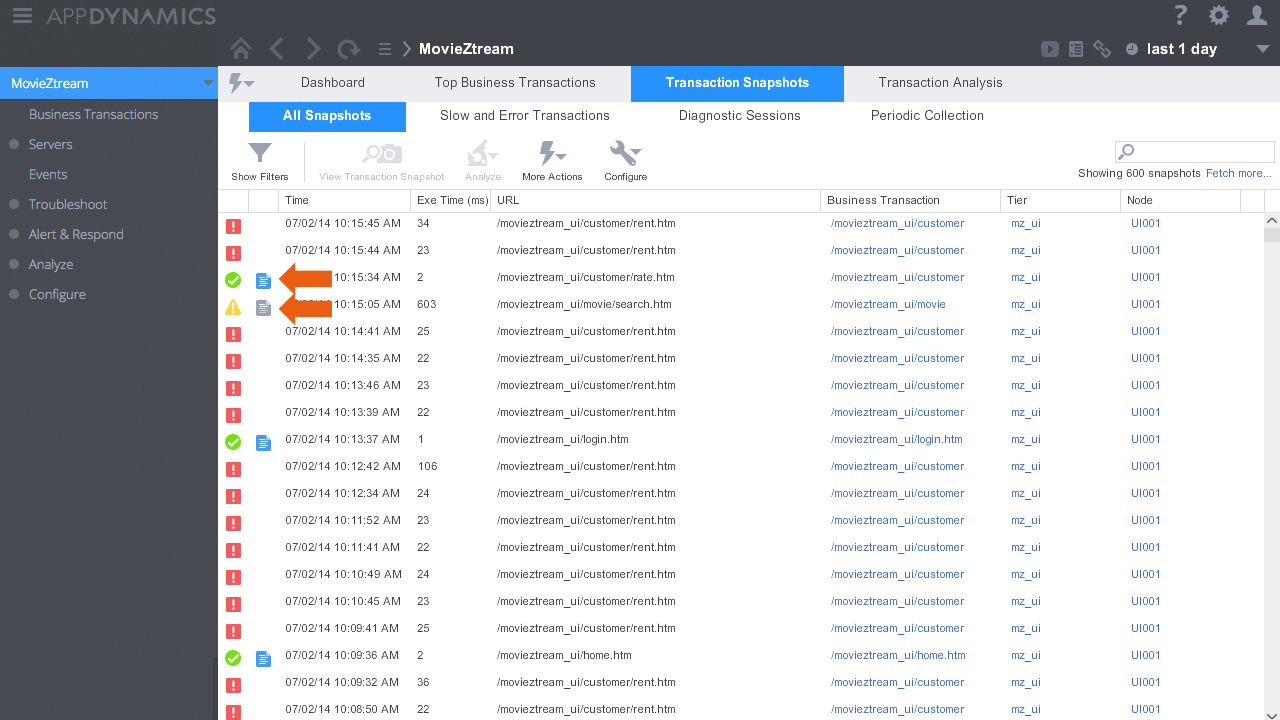 APPDYNAMICS
?
MovieZtream
last 1 day
MovieZtream
Business Transactions
Servers
Events
Troubleshoot
Alert & Respond
Analyze
Configure
Dashboard
Top Business Transactions
Transaction Snapshots
Transaction Analysis
All Snapshots
Slow and Error Transactions
Diagnostic Sessions
Periodic Collection
Show Filters
View Transaction Snapshot
Analyze
More Actions
Configure
Showing 600 snapshots Fetch more...
Time Exe Time (ms) URL Business Transaction Tier Node
07/02/14 10:15:45 AM 34 /movieztream_ui/customer/rent.htm /movieztream_ui/customer mz_ui UI001
07/02/14 10:15:44 AM 23 /movieztream_ui/customer/rent.htm /movieztream_ui/customer mz_ui UI001
10:15:34 AM 2 /movieztream_ui/customer/rate.htm /movieztream_ui/customer mz_ui UI001
10:15:05 AM 603 /movieztream_ui/movie/search.htm /movieztream_ui/movie mz_ui UI001
07/02/14 10:14:41 AM 25 /movieztream_ui/customer/rent.htm /movieztream_ui/customer mz_ui UI001
07/02/14 10:14:35 AM 22 /movieztream_ui/customer/rent.htm /movieztream_ui/customer mz_ui UI001
07/02/14 10:13:46 AM 23 /movieztream_ui/customer/rent.htm /movieztream_ui/customer mz_ui UI001
07/02/14 10:13:39 AM 22 /movieztream_ui/customer/rent.htm /movieztream_ui/customer mz_ui UI001
07/02/14 10:13:37 AM 1 /movieztream_ui/login.htm /movieztream_ui/login.htm mz_ui UI001
07/02/14 10:12:42 AM 106 /movieztream_ui/customer/rent.htm /movieztream_ui/customer mz_ui UI001
07/02/14 10:12:34 AM 24 /movieztream_ui/customer/rent.htm /movieztream_ui/customer mz_ui UI001
07/02/14 10:11:52 AM 23 /movieztream_ui/customer/rent.htm /movieztream_ui/customer mz_ui UI001
07/02/14 10:11:41 AM 22 /movieztream_ui/customer/rent.htm /movieztream_ui/customer mz_ui UI001
07/02/14 10:10:49 AM 24 /movieztream_ui/customer/rent.htm /movieztream_ui/customer mz_ui UI001
07/02/14 10:10:45 AM 23 /movieztream_ui/customer/rent.htm /movieztream_ui/customer mz_ui UI001
07/02/14 10:09:41 AM 25 /movieztream_ui/customer/rent.htm /movieztream_ui/customer mz_ui UI001
07/02/14 10:09:36 AM 2 /movieztream_ui/home.htm /movieztream_ui/home.htm mz_ui UI001
07/02/14 10:09:32 AM 36 /movieztream_ui/customer/rent.htm /movieztream_ui/customer mz_ui UI001
07/02/14 10:08:50 AM 22 /movieztream_ui/customer/rent.htm /movieztream_ui/customer mz_ui UI001